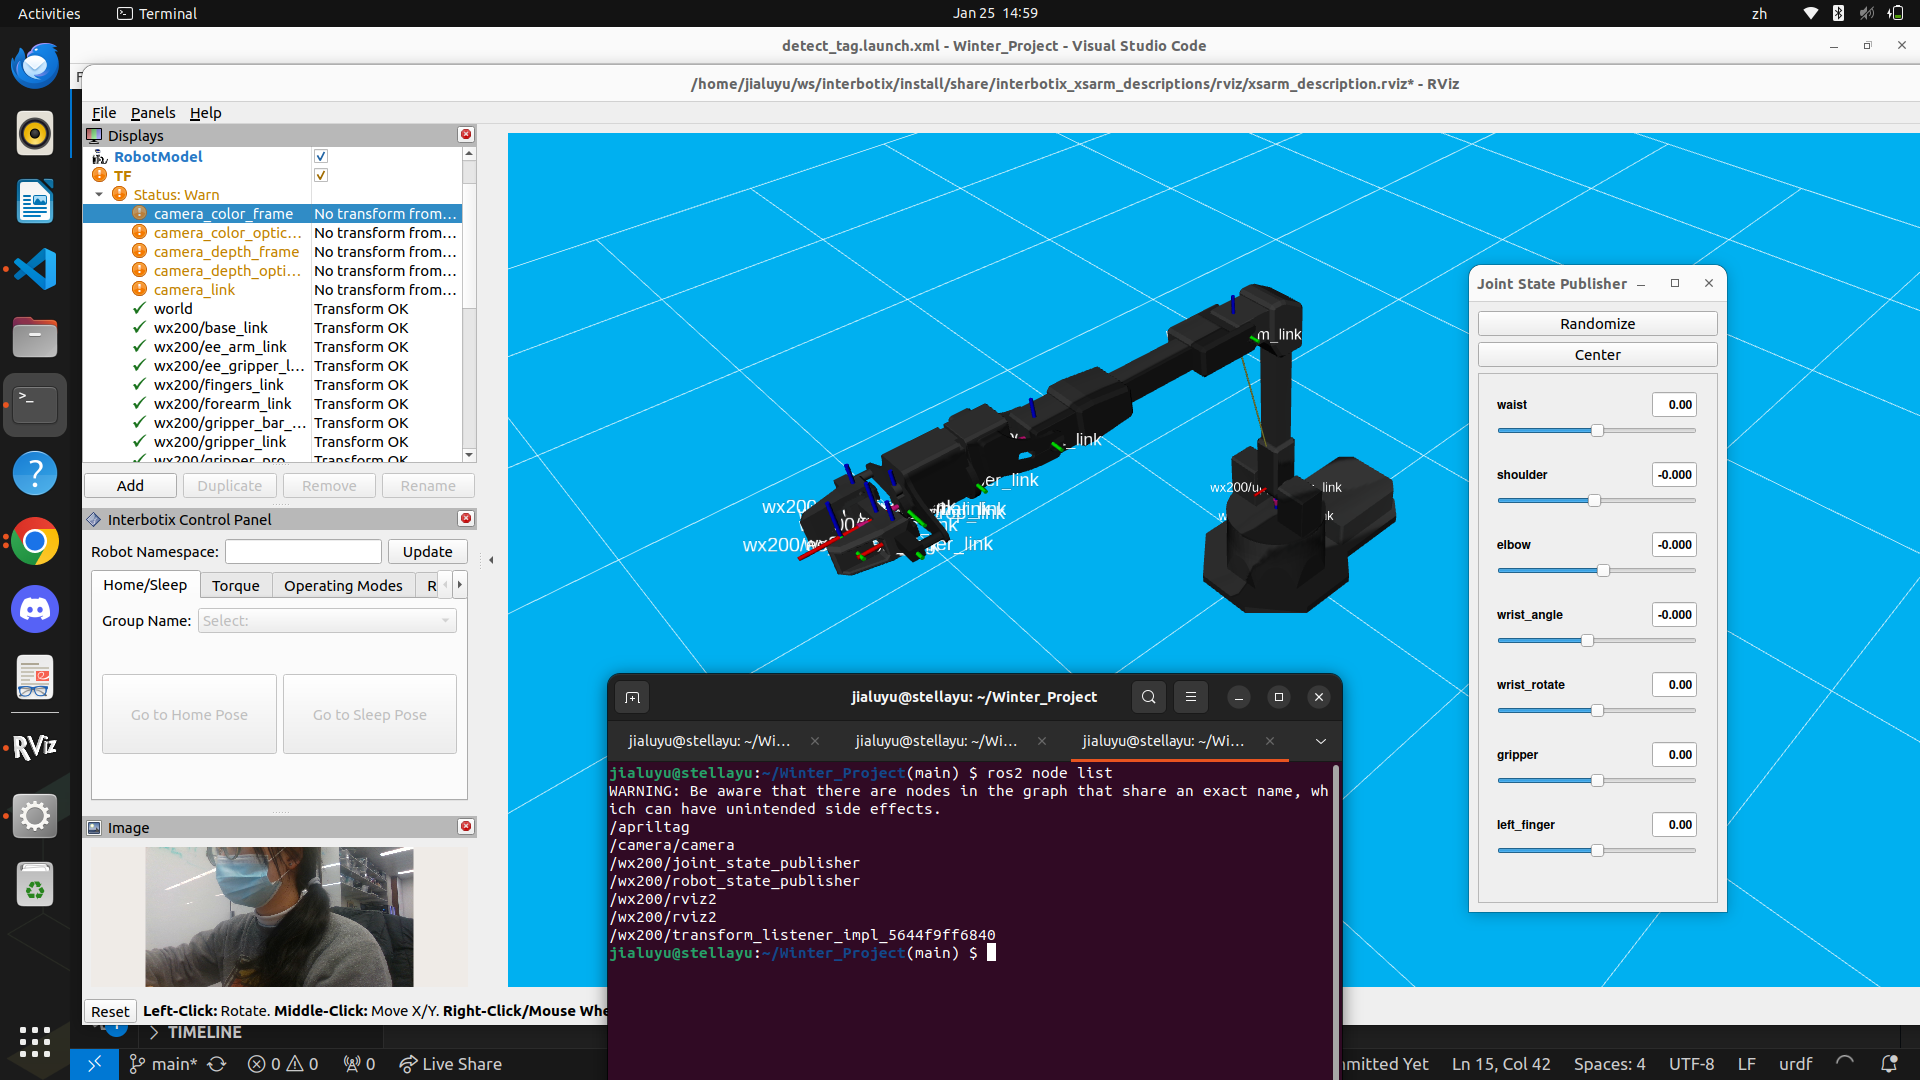 Activities
Terminal
Jan 25 14:59
zh
detect_tag.launch.xml - Winter_Project - Visual Studio Code
/home/jialuyu/ws/interbotix/install/share/interbotix_xsarm_descriptions/rviz/xsarm_description.rviz* - RViz
File Panels Help
Displays
RobotModel
TF
Status: Warn
camera_color_frame No transform from…
camera_color_optic… No transform from…
camera_depth_frame No transform from…
camera_depth_opti… No transform from…
camera_link No transform from…
world Transform OK
wx200/base_link Transform OK
wx200/ee_arm_link Transform OK
wx200/ee_gripper_l… Transform OK
wx200/fingers_link Transform OK
wx200/forearm_link Transform OK
wx200/gripper_bar_… Transform OK
wx200/gripper_link Transform OK
wx200/gripper_pro Transform OK
Add Duplicate Remove Rename
Interbotix Control Panel
Robot Namespace: Update
Home/Sleep Torque Operating Modes R
Group Name: Select:
Go to Home Pose Go to Sleep Pose
Image
Reset Left-Click: Rotate. Middle-Click: Move X/Y. Right-Click/Mouse Whe
m_link
_link
er_link
wx200
link
wx200/
er_link
wx200/u
link
Joint State Publisher
Randomize
Center
waist 0.00
shoulder -0.000
elbow -0.000
wrist_angle -0.000
wrist_rotate 0.00
gripper 0.00
left_finger 0.00
jialuyu@stellayu: ~/Winter_Project
jialuyu@stellayu: ~/Wi… jialuyu@stellayu: ~/Wi… jialuyu@stellayu: ~/Wi…
jialuyu@stellayu:~/Winter_Project(main) $ ros2 node list
WARNING: Be aware that there are nodes in the graph that share an exact name, wh
ich can have unintended side effects.
/apriltag
/camera/camera
/wx200/joint_state_publisher
/wx200/robot_state_publisher
/wx200/rviz2
/wx200/rviz2
/wx200/transform_listener_impl_5644f9ff6840
jialuyu@stellayu:~/Winter_Project(main) $
TIMELINE
main* 0 0 0 Live Share
mmitted Yet Ln 15, Col 42 Spaces: 4 UTF-8 LF urdf
RViz